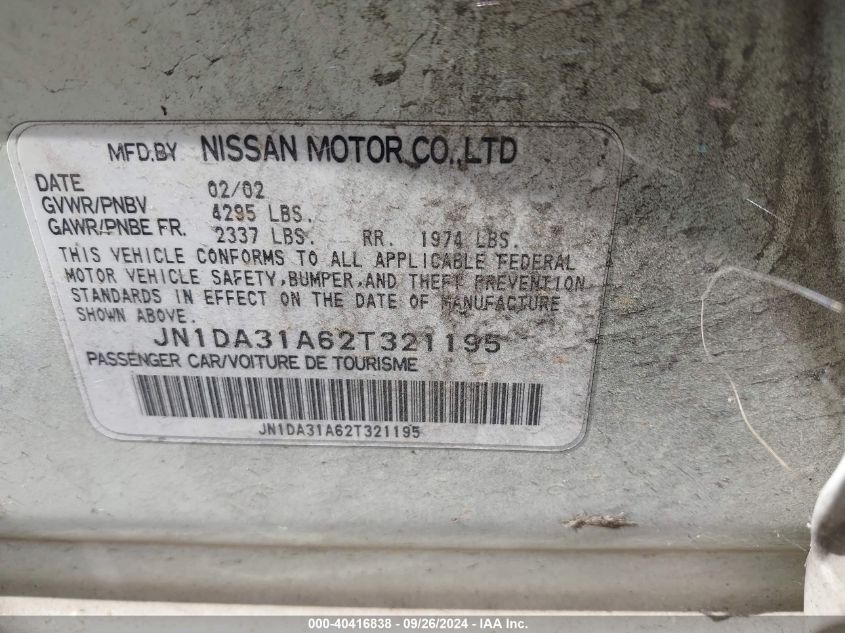 MFD.BY NISSAN MOTOR CO.,LTD
DATE 02/02
GVWR/PNBV 4295 LBS.
GAWR/PNBE FR. 2337 LBS. RR. 1974 LBS.
THIS VEHICLE CONFORMS TO ALL APPLICABLE FEDERAL
MOTOR VEHICLE SAFETY,BUMPER,AND THEFT PREVENTION
STANDARDS IN EFFECT ON THE DATE OF MANUFACTURE
SHOWN ABOVE.
JN1DA31A62T321195
PASSENGER CAR/VOITURE DE TOURISME
JN1DA31A62T321195
000-40416838 - 09/26/2024 - IAA Inc.